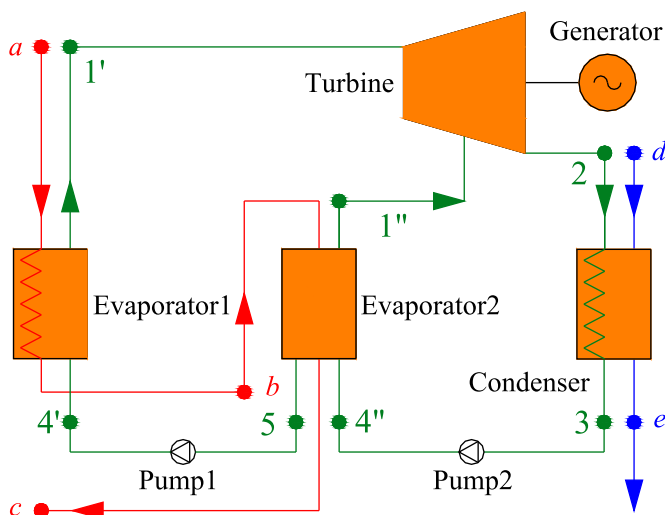 Generator
a
1'
Turbine
d
2
1"
Evaporator1
Evaporator2
Condenser
b
4'
5
4"
3
e
Pump1
Pump2
c